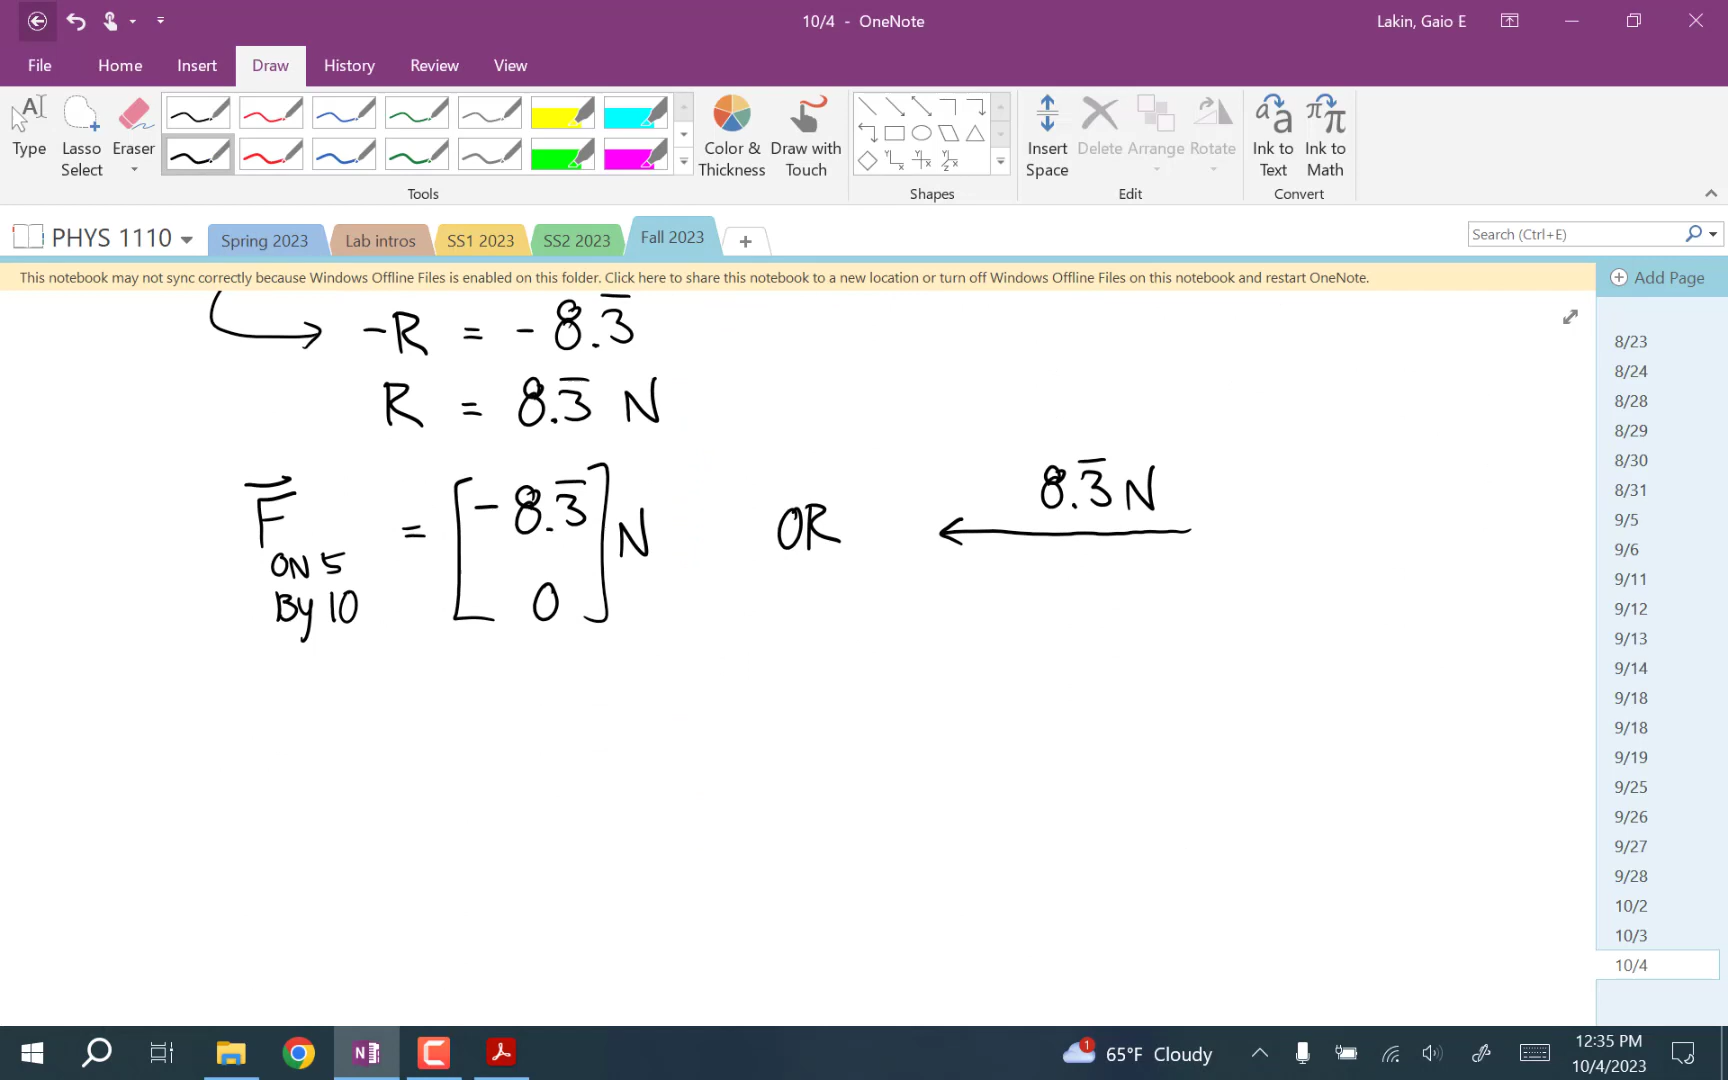 10/4 - OneNote
Lakin, Gaio E
File Home Insert Draw History Review View
Type
Lasso Select
Eraser
Color & Thickness
Draw with Touch
Insert Space
Delete Arrange Rotate
Ink to Text
Ink to Math
Tools Shapes Edit Convert
PHYS 1110 Spring 2023 Lab intros SS1 2023 SS2 2023 Fall 2023
Search (Ctrl+E)
This notebook may not sync correctly because Windows Offline Files is enabled on this folder. Click here to share this notebook to a new location or turn off Windows Offline Files on this notebook and restart OneNote.
Add Page
-R = -8.3̅
R = 8.3̅ N
F⃗ ON 5 By 10 = [-8.3̅ 0] N OR 8.3̅ N
8/23
8/24
8/28
8/29
8/30
8/31
9/5
9/6
9/11
9/12
9/13
9/14
9/18
9/18
9/19
9/25
9/26
9/27
9/28
10/2
10/3
10/4
1
65°F Cloudy
12:35 PM
10/4/2023